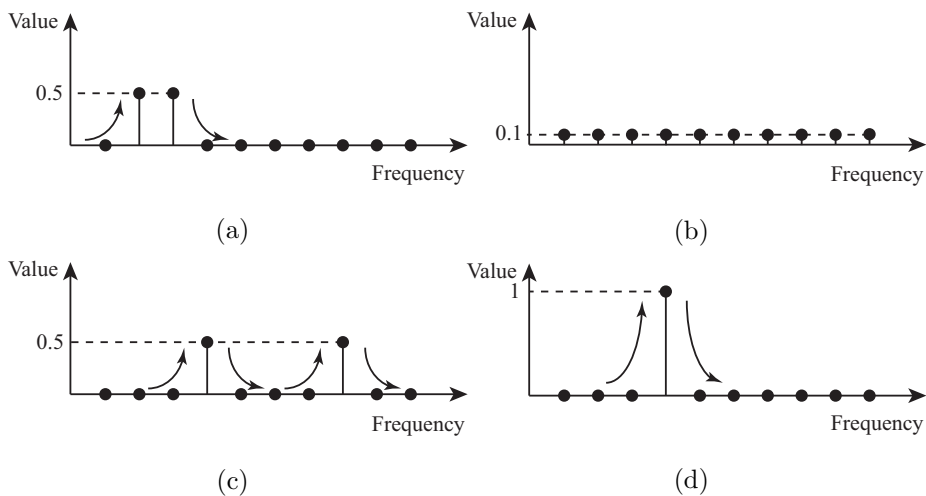 Value
0.5
Frequency
(a)
Value
0.1
Frequency
(b)
Value
0.5
Frequency
(c)
Value
1
Frequency
(d)